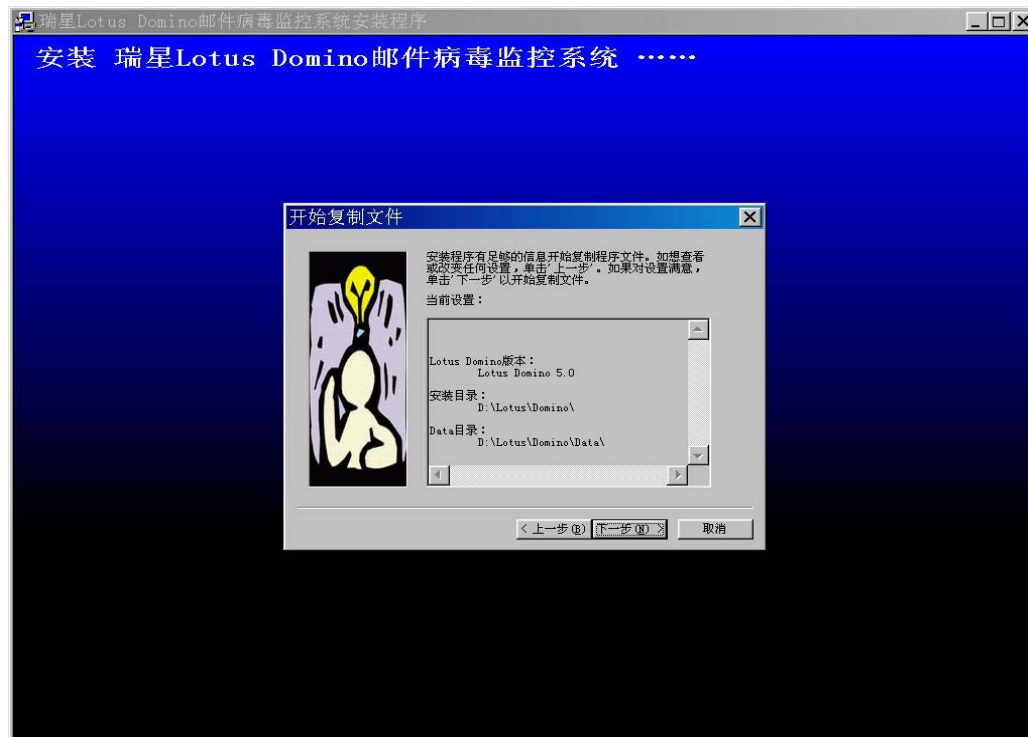 瑞星Lotus Domino邮件病毒监控系统安装程序
安装 瑞星Lotus Domino邮件病毒监控系统 ……
开始复制文件
安装程序有足够的信息开始复制程序文件。如想查看
或改变任何设置，单击'上一步'。如果对设置满意，
单击'下一步'以开始复制文件。
当前设置：
Lotus Domino版本：
Lotus Domino 5.0
安装目录：
D:\Lotus\Domino\
Data目录：
D:\Lotus\Domino\Data\
< 上一步(B) 下一步(N) > 取消